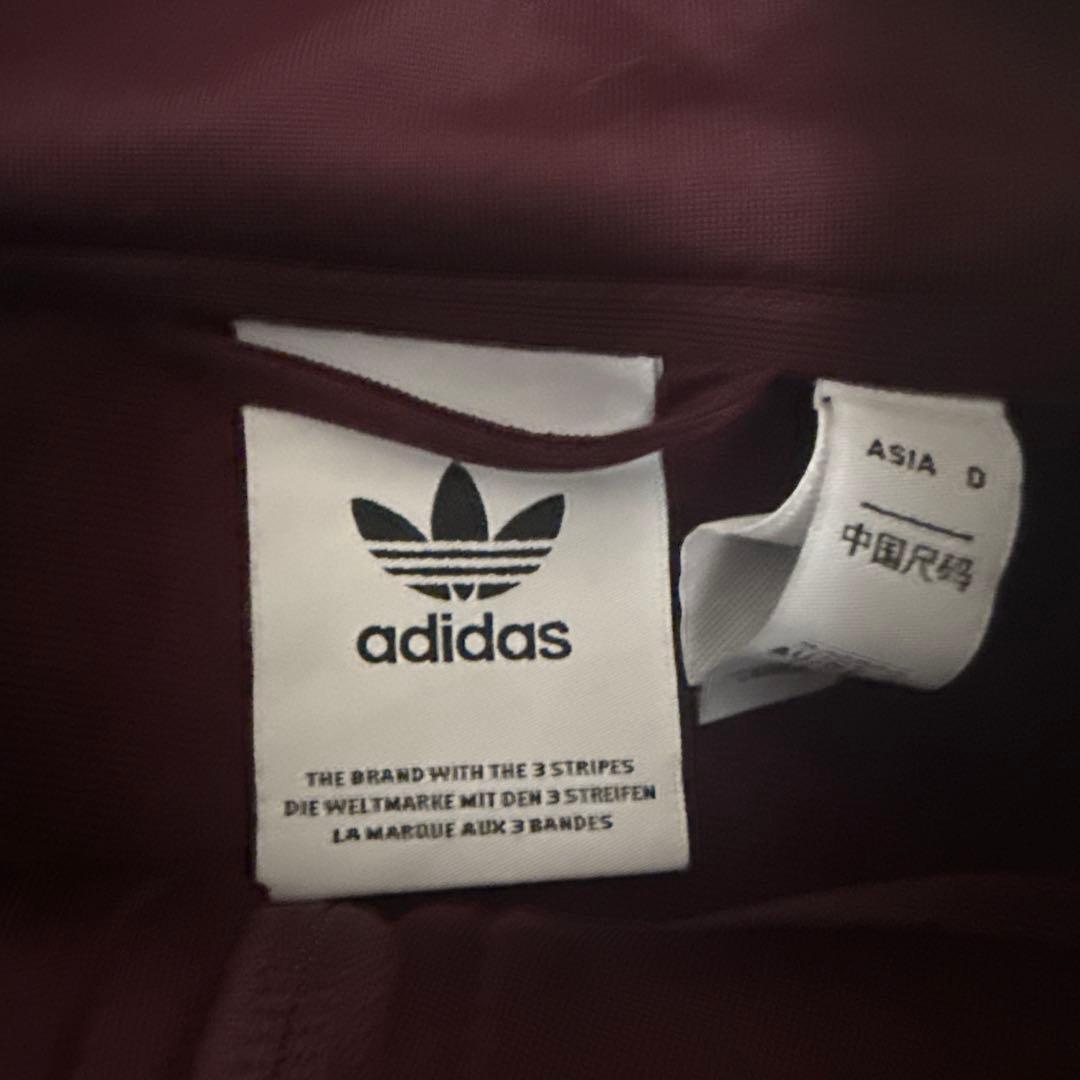 adidas
THE BRAND WITH THE 3 STRIPES
DIE WELTMARKE MIT DEN 3 STREIFEN
LA MARQUE AUX 3 BANDES
ASIA D
中国尺码